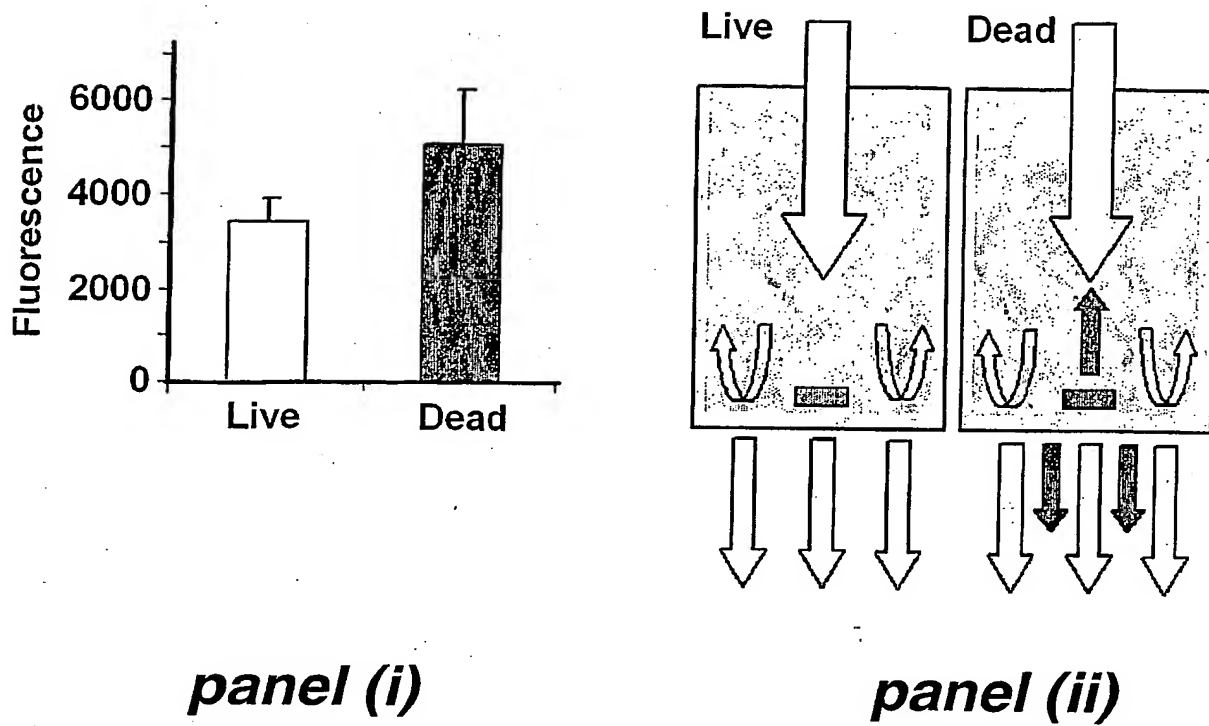 Fluorescence
6000
4000
2000
0
Live
Dead
panel (i)
Live
Dead
panel (ii)